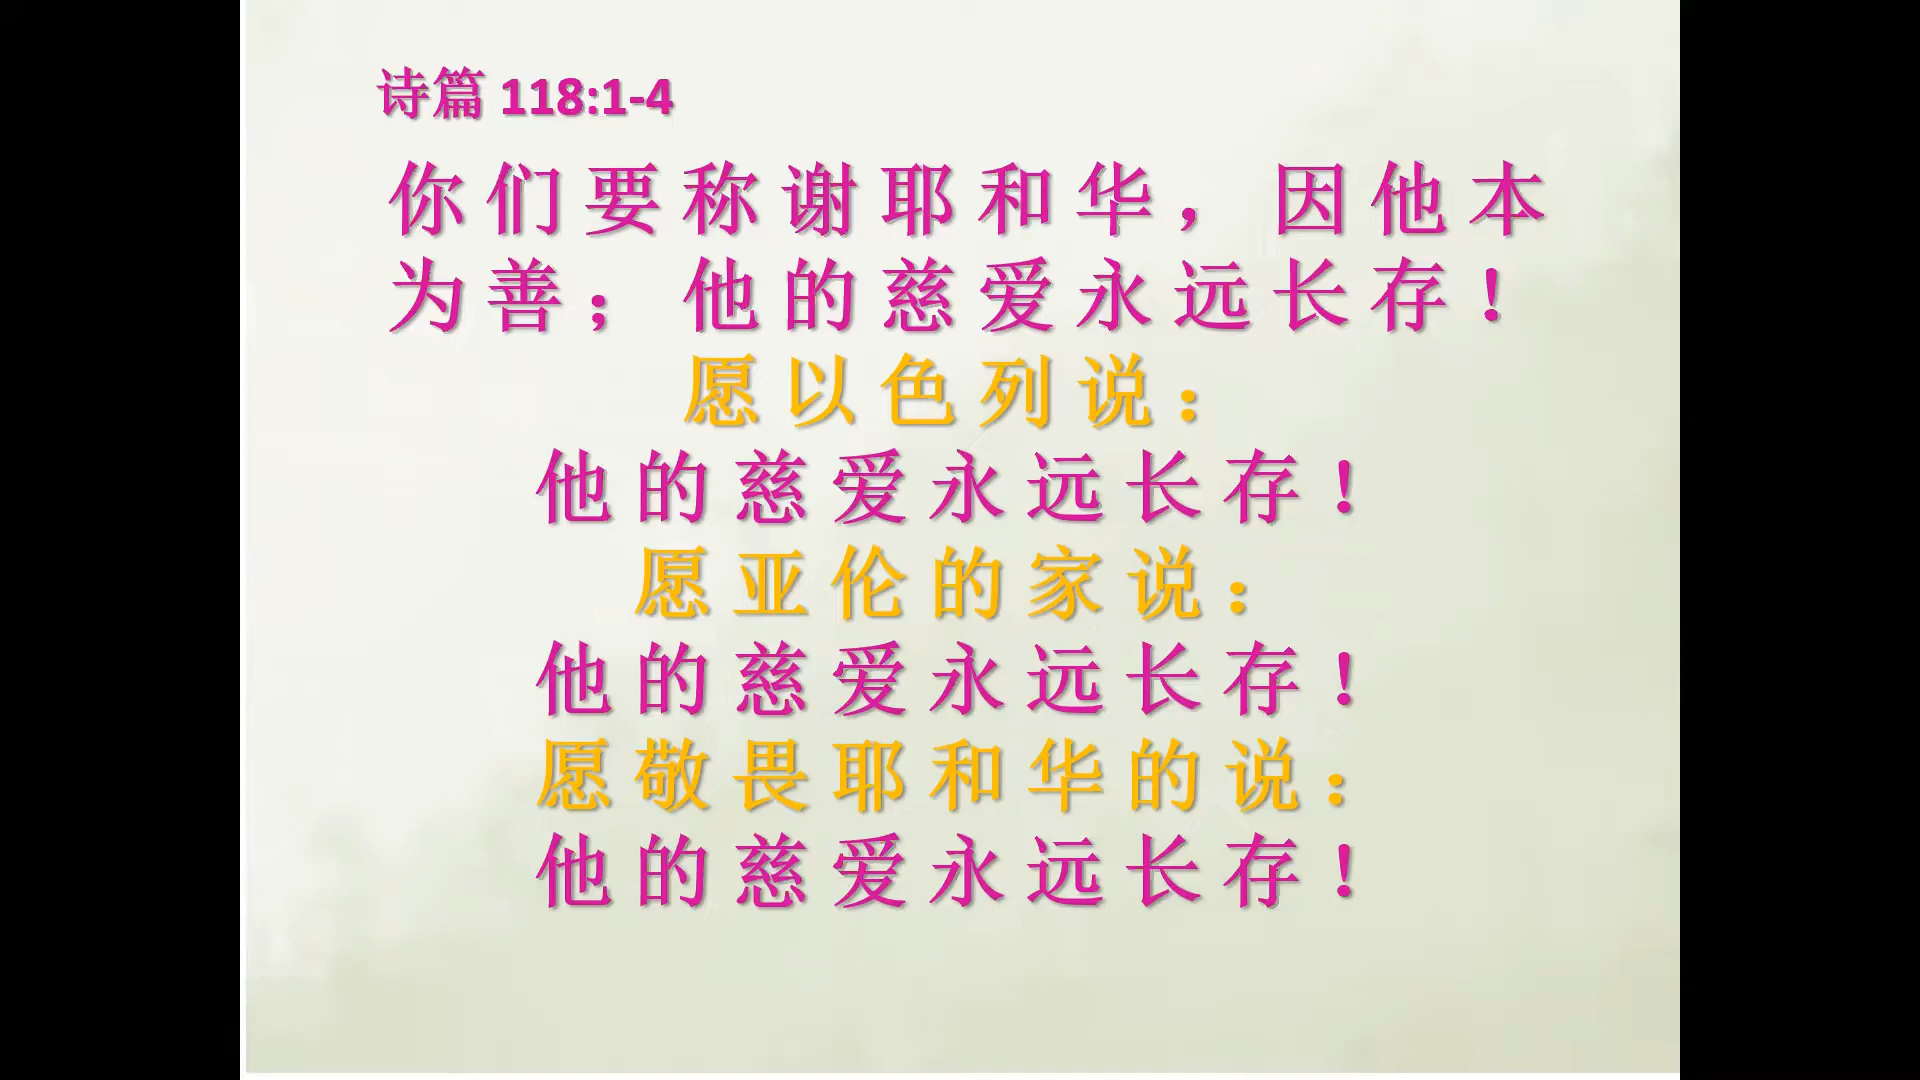 诗篇 118:1-4
你们要称谢耶和华，因他本
为善；他的慈爱永远长存！
愿以色列说：
他的慈爱永远长存！
愿亚伦的家说：
他的慈爱永远长存！
愿敬畏耶和华的说：
他的慈爱永远长存！